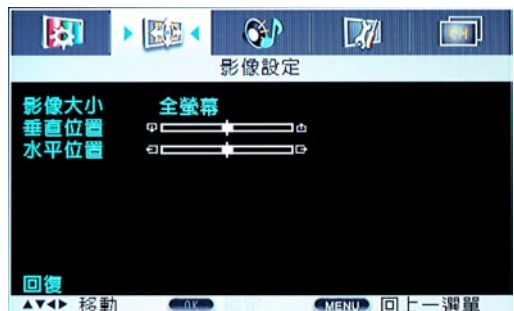 影像設定
影像大小 全螢幕
垂直位置
水平位置
回復
▲▼◀▶ 移動 OK MENU 回上一選單